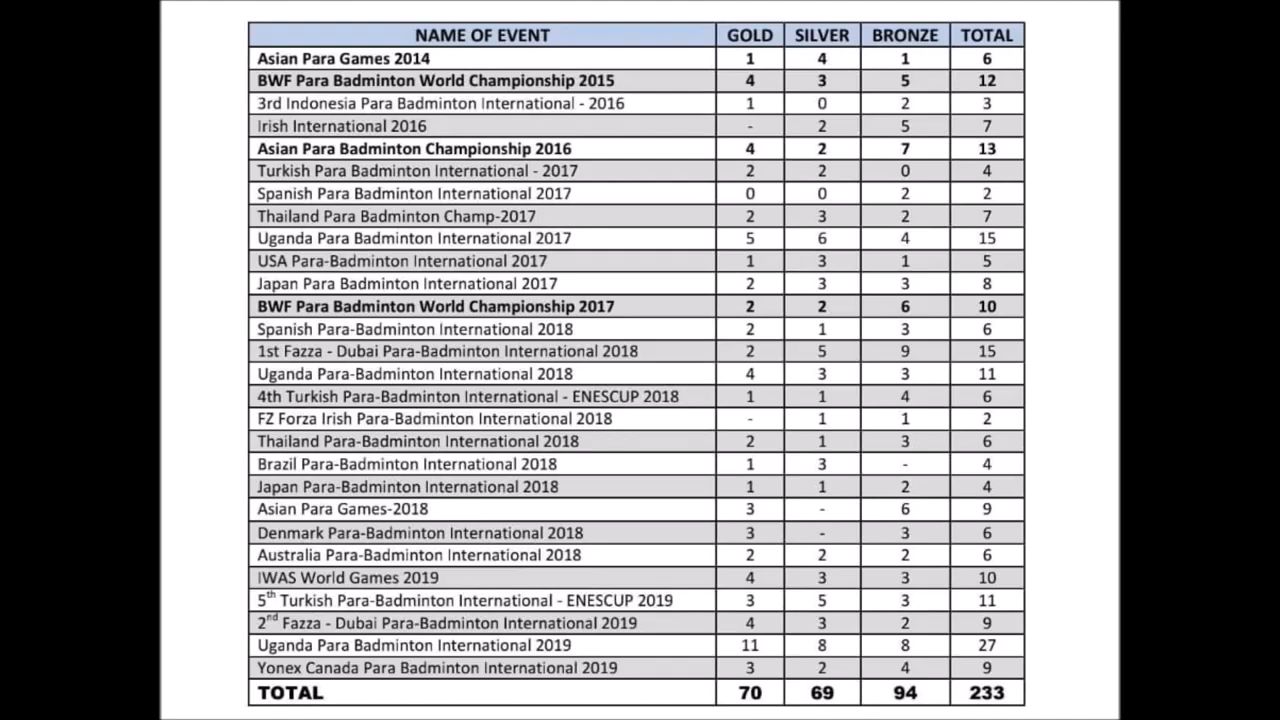 NAME OF EVENT GOLD SILVER BRONZE TOTAL
Asian Para Games 2014 1 4 1 6
BWF Para Badminton World Championship 2015 4 3 5 12
3rd Indonesia Para Badminton International - 2016 1 0 2 3
Irish International 2016 - 2 5 7
Asian Para Badminton Championship 2016 4 2 7 13
Turkish Para Badminton International - 2017 2 2 0 4
Spanish Para Badminton International 2017 0 0 2 2
Thailand Para Badminton Champ-2017 2 3 2 7
Uganda Para Badminton International 2017 5 6 4 15
USA Para-Badminton International 2017 1 3 1 5
Japan Para Badminton International 2017 2 3 3 8
BWF Para Badminton World Championship 2017 2 2 6 10
Spanish Para-Badminton International 2018 2 1 3 6
1st Fazza - Dubai Para-Badminton International 2018 2 5 9 15
Uganda Para-Badminton International 2018 4 3 3 11
4th Turkish Para-Badminton International - ENESCUP 2018 1 1 4 6
FZ Forza Irish Para-Badminton International 2018 - 1 1 2
Thailand Para-Badminton International 2018 2 1 3 6
Brazil Para-Badminton International 2018 1 3 - 4
Japan Para-Badminton International 2018 1 1 2 4
Asian Para Games-2018 3 - 6 9
Denmark Para-Badminton International 2018 3 - 3 6
Australia Para-Badminton International 2018 2 2 2 6
IWAS World Games 2019 4 3 3 10
5th Turkish Para-Badminton International - ENESCUP 2019 3 5 3 11
2nd Fazza - Dubai Para-Badminton International 2019 4 3 2 9
Uganda Para Badminton International 2019 11 8 8 27
Yonex Canada Para Badminton International 2019 3 2 4 9
TOTAL 70 69 94 233